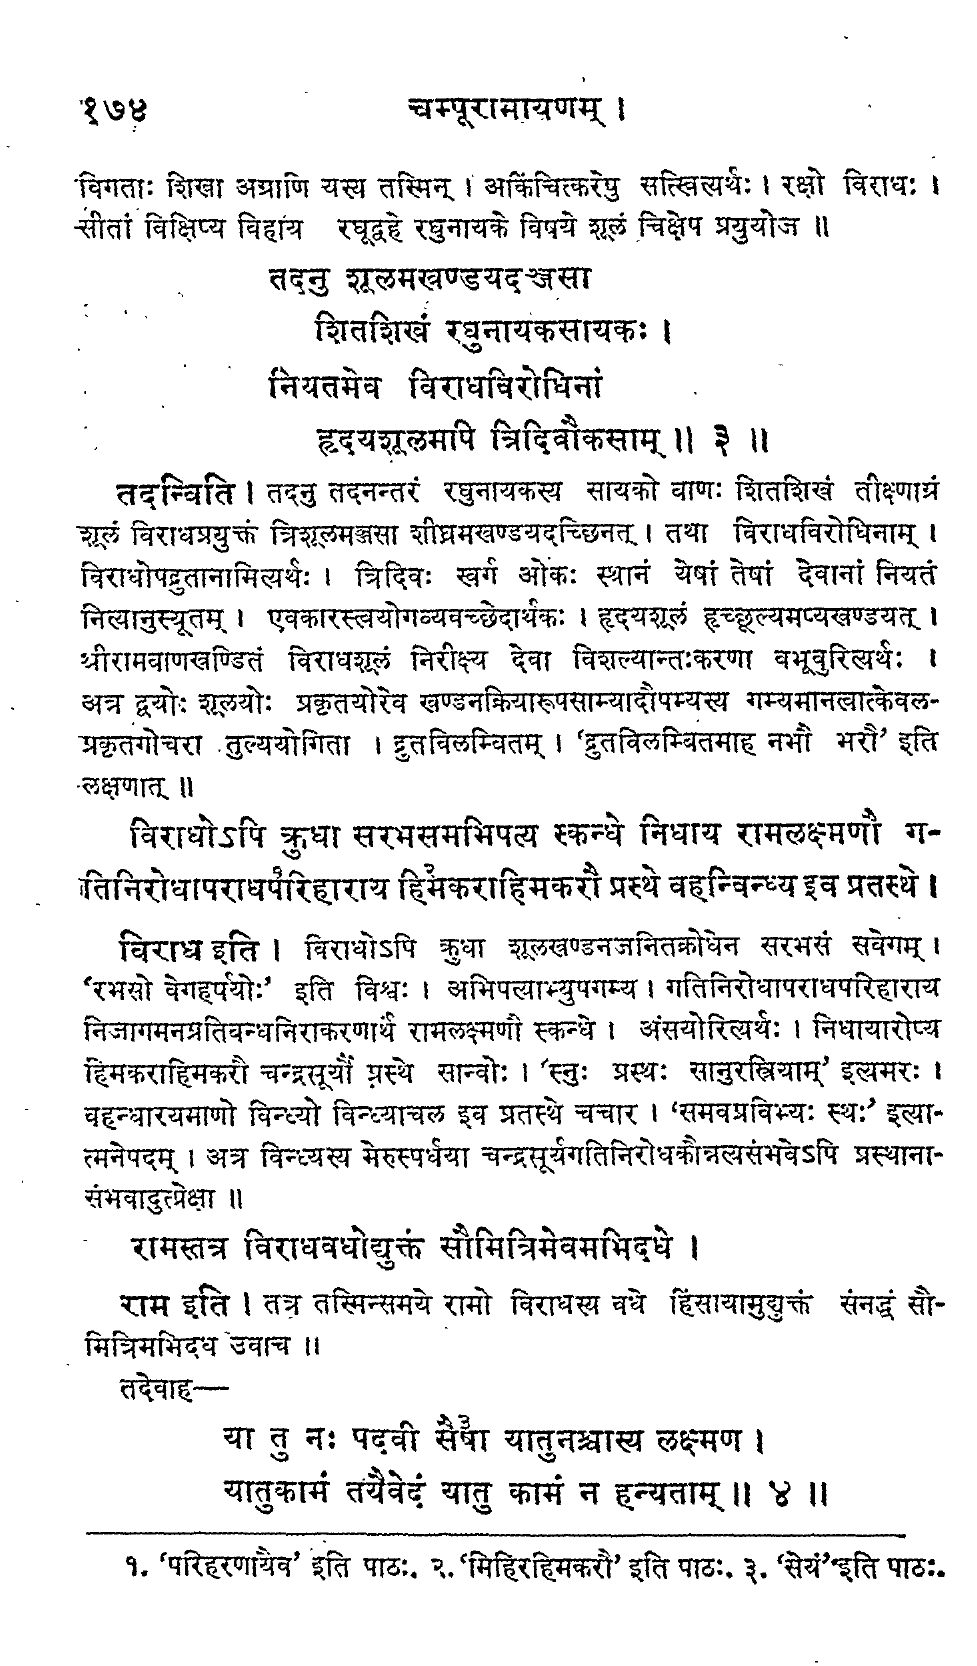 १७४ चम्पूरामायणम् ।
विगताः शिखा अग्राणि यस्य तस्मिन् । अकिंचित्करेषु सत्स्वित्यर्थः । रक्षो विराधः ।
सीतां विक्षिप्य विहाय रघूद्वहे रघुनायके विषये शूलं चिक्षेप प्रयुयोज ॥
तदनु शूलमखण्डयदञ्जसा
शितशिखं रघुनायकसायकः ।
नियतमेव विराधविरोधिनां
हृदयशूलमपि त्रिदिवौकसाम् ॥ ३ ॥
तदन्विति । तदनु तदनन्तरं रघुनायकस्य सायको बाणः शितशिखं तीक्ष्णाग्रं
शूलं विराधप्रयुक्तं त्रिशूलमञ्जसा शीघ्रमखण्डयदच्छिनत् । तथा विराधविरोधिनाम् ।
विराधोपद्रुतानामित्यर्थः । त्रिदिवः स्वर्ग ओकः स्थानं येषां तेषां देवानां नियतं
नित्यानुस्यूतम् । एवकारस्त्वयोगव्यवच्छेदार्थकः । हृदयशूलं हृच्छूल्यमप्यखण्डयत् ।
श्रीरामबाणखण्डितं विराधशूलं निरीक्ष्य देवा विशल्यान्तःकरणा बभूवुरित्यर्थः ।
अत्र द्वयोः शूलयोः प्रकृतयोरेव खण्डनक्रियारूपसाम्यादौपम्यस्य गम्यमानत्वात्केवल-
प्रकृतगोचरा तुल्ययोगिता । द्रुतविलम्बितम् । ‘द्रुतविलम्बितमाह नभौ भरौ’ इति
लक्षणात् ॥
विराधोऽपि क्रुधा सरभसमभिपत्य स्कन्धे निधाय रामलक्ष्मणौ ग-
तिनिरोधापराधपरिहाराय१ हिमकराहिमकरौ२ प्रस्थे वहन्विन्ध्य इव प्रतस्थे ।
विराध इति । विराधोऽपि क्रुधा शूलखण्डनजनितक्रोधेन सरभसं सवेगम् ।
‘रभसो वेगहर्षयोः’ इति विश्वः । अभिपत्याभ्युपगम्य । गतिनिरोधापराधपरिहाराय
निजागमनप्रतिबन्धनिराकरणार्थं रामलक्ष्मणौ स्कन्धे । अंसयोरित्यर्थः । निधायारोप्य
हिमकराहिमकरौ चन्द्रसूर्यौ प्रस्थे सान्वोः । ‘स्नुः प्रस्थः सानुरस्त्रियाम्’ इत्यमरः ।
वहन्धारयमाणो विन्ध्यो विन्ध्याचल इव प्रतस्थे चचार । ‘समवप्रविभ्यः स्थः’ इत्या-
त्मनेपदम् । अत्र विन्ध्यस्य मेरुस्पर्धया चन्द्रसूर्यगतिनिरोधकौन्नत्यसंभवेऽपि प्रस्थाना-
संभवादुत्प्रेक्षा ॥
रामस्तत्र विराधवधोद्युक्तं सौमित्रिमेवमभिदधे ।
राम इति । तत्र तस्मिन्समये रामो विराधस्य वधे हिंसायामुद्युक्तं संनद्धं सौ-
मित्रिमभिदध उवाच ॥
तदेवाह—
या तु नः पदवी सैषा३ यातुनश्चास्य लक्ष्मण ।
यातुकामं तयैवेदं यातु कामं न हन्यताम् ॥ ४ ॥
१. ‘परिहरणायैव’ इति पाठः. २. ‘मिहिरहिमकरौ’ इति पाठः. ३. ‘सेयं’ इति पाठः.